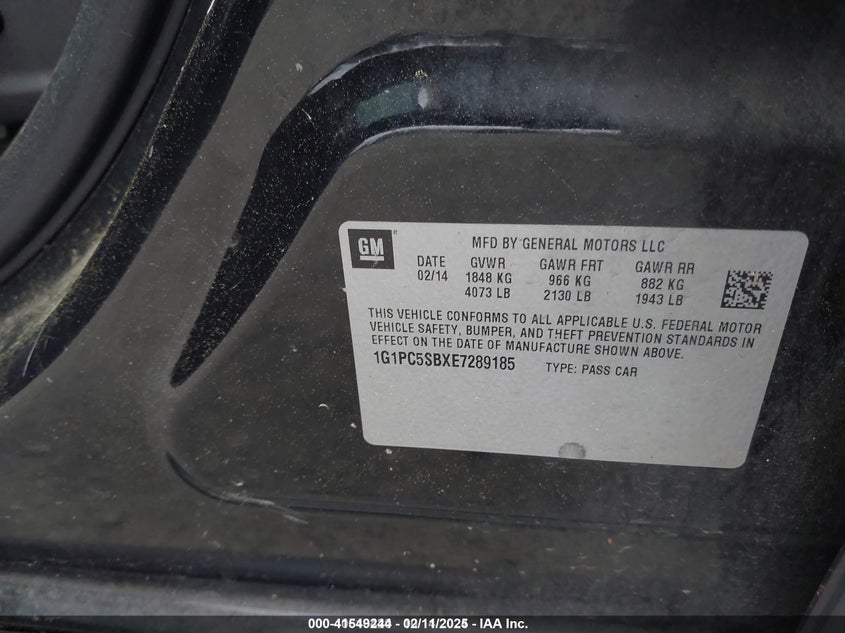 GM
MFD BY GENERAL MOTORS LLC
DATE GVWR GAWR FRT GAWR RR
02/14 1848 KG 966 KG 882 KG
4073 LB 2130 LB 1943 LB
THIS VEHICLE CONFORMS TO ALL APPLICABLE U.S. FEDERAL MOTOR
VEHICLE SAFETY, BUMPER, AND THEFT PREVENTION STANDARDS IN
EFFECT ON THE DATE OF MANUFACTURE SHOWN ABOVE.
1G1PC5SBXE7289185 TYPE: PASS CAR
02/11/2025 - IAA Inc.